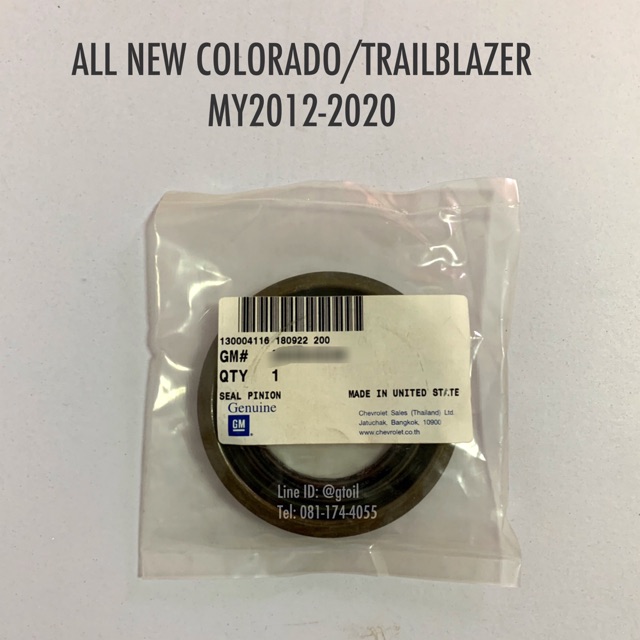 ALL NEW COLORADO/TRAILBLAZER
MY2012-2020
130004116 180922 200
GM#
QTY 1
SEAL PINION MADE IN UNITED STATE
Genuine
GM
Chevrolet Sales (Thailand) Ltd.
Jatuchak, Bangkok, 10900
www.chevrolet.co.th
Line ID: @gtoil
Tel: 081-174-4055